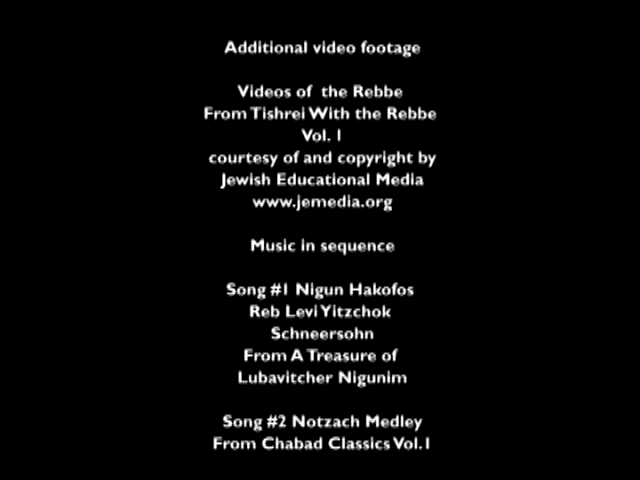 Additional video footage
Videos of the Rebbe
From Tishrei With the Rebbe
Vol. 1
courtesy of and copyright by
Jewish Educational Media
www.jemedia.org
Music in sequence
Song #1 Nigun Hakofos
Reb Levi Yitzchok
Schneersohn
From A Treasure of
Lubavitcher Nigunim
Song #2 Notzach Medley
From Chabad Classics Vol.1